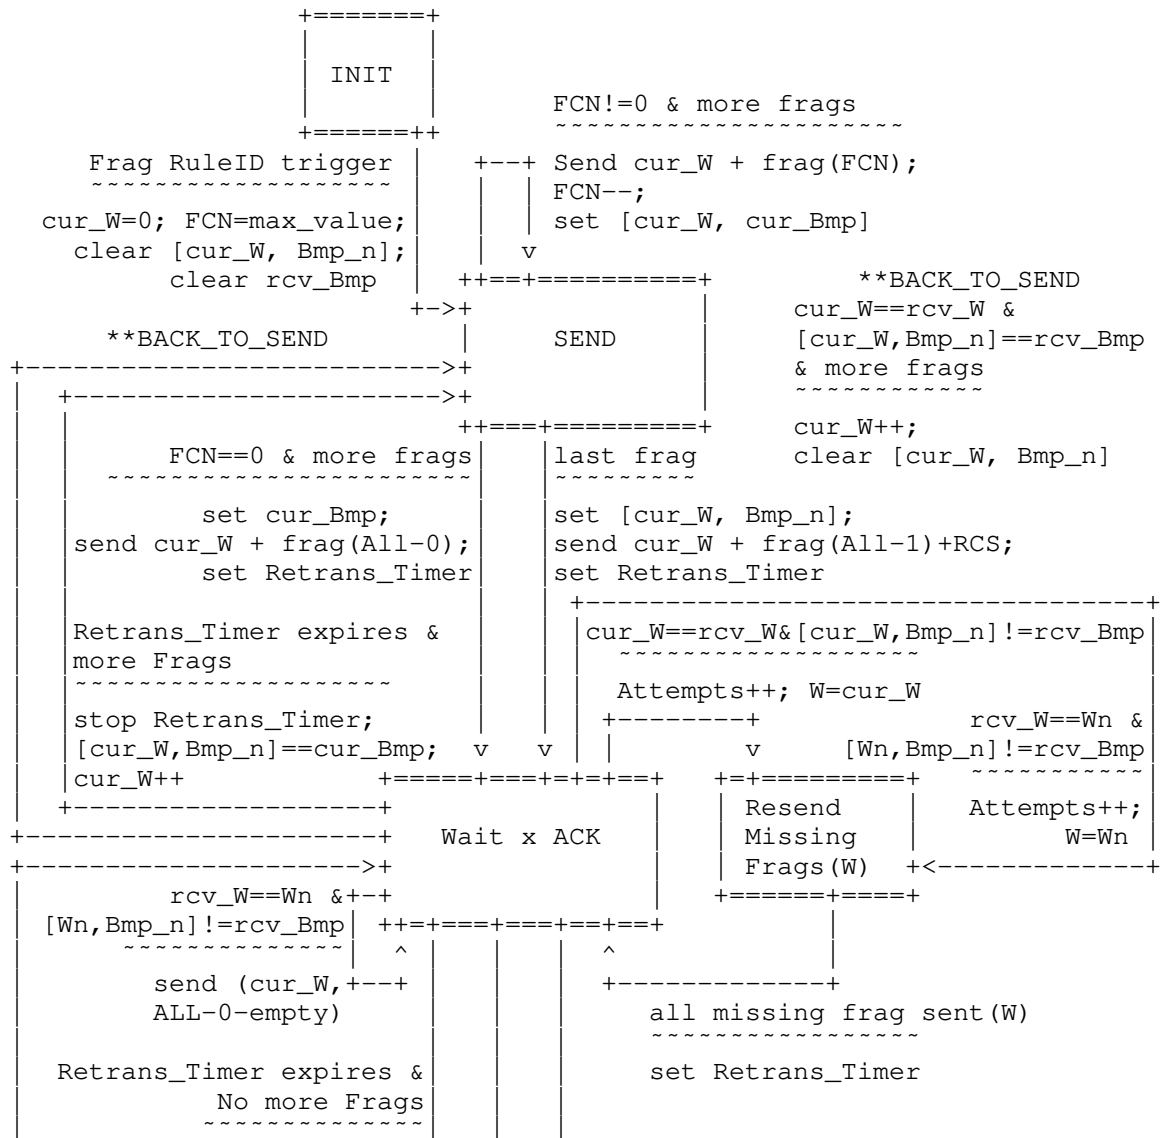 INIT
FCN!=0 & more frags
Frag RuleID trigger Send cur_W + frag(FCN);
FCN--;
cur_W=0; FCN=max_value; set [cur_W, cur_Bmp]
clear [cur_W, Bmp_n];
clear rcv_Bmp **BACK_TO_SEND
cur_W==rcv_W &
**BACK_TO_SEND SEND [cur_W,Bmp_n]==rcv_Bmp
& more frags
cur_W++;
FCN==0 & more frags last frag clear [cur_W, Bmp_n]
set cur_Bmp; set [cur_W, Bmp_n];
send cur_W + frag(All-0); send cur_W + frag(All-1)+RCS;
set Retrans_Timer set Retrans_Timer
Retrans_Timer expires & cur_W==rcv_W&[cur_W,Bmp_n]!=rcv_Bmp
more Frags
Attempts++; W=cur_W
stop Retrans_Timer; rcv_W==Wn &
[cur_W,Bmp_n]==cur_Bmp; v v v [Wn,Bmp_n]!=rcv_Bmp
cur_W++
Resend Attempts++;
Wait x ACK Missing W=Wn
Frags(W)
rcv_W==Wn &
[Wn,Bmp_n]!=rcv_Bmp
send (cur_W,
ALL-0-empty) all missing frag sent(W)
Retrans_Timer expires & set Retrans_Timer
No more Frags